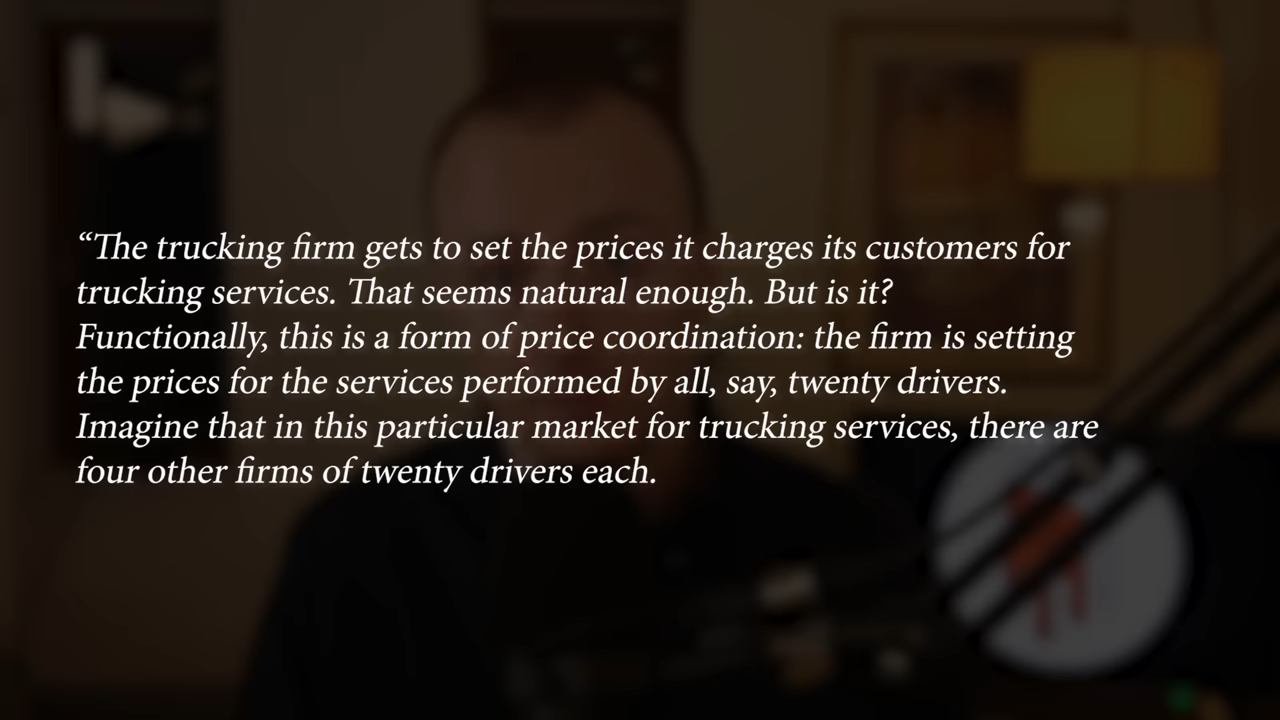 “The trucking firm gets to set the prices it charges its customers for
trucking services. That seems natural enough. But is it?
Functionally, this is a form of price coordination: the firm is setting
the prices for the services performed by all, say, twenty drivers.
Imagine that in this particular market for trucking services, there are
four other firms of twenty drivers each.